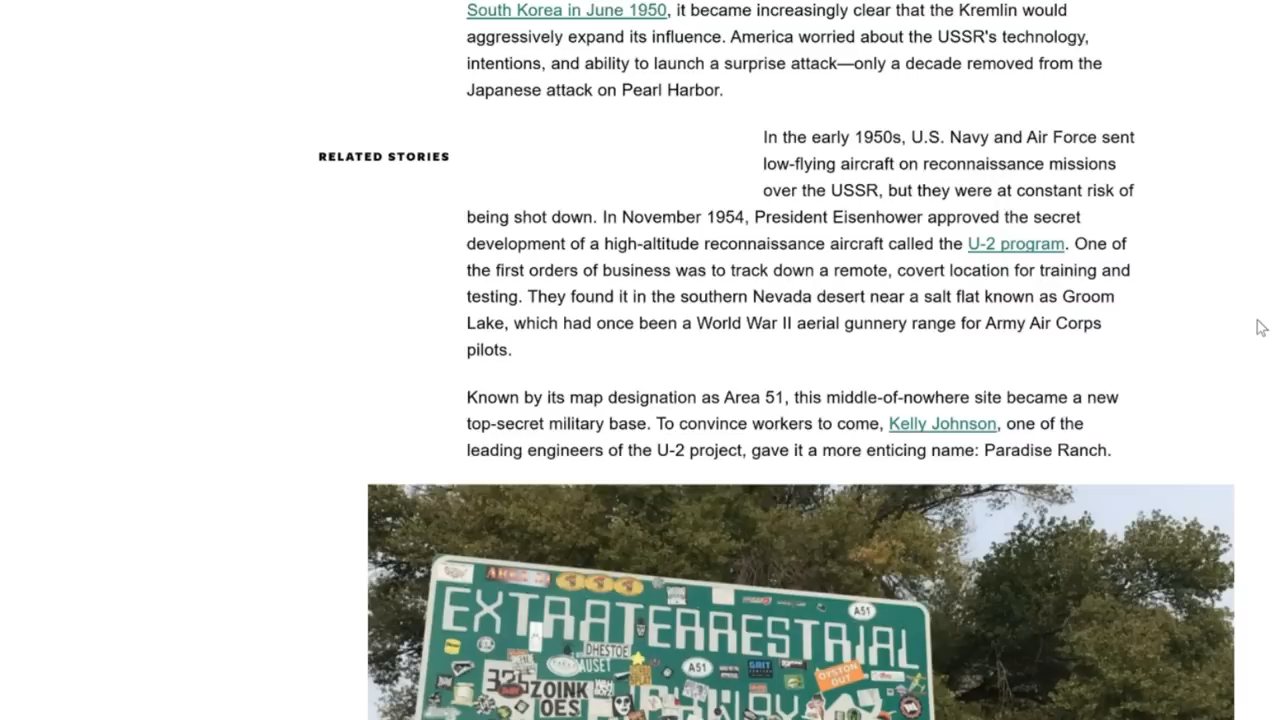 South Korea in June 1950, it became increasingly clear that the Kremlin would
aggressively expand its influence. America worried about the USSR's technology,
intentions, and ability to launch a surprise attack—only a decade removed from the
Japanese attack on Pearl Harbor.
RELATED STORIES
In the early 1950s, U.S. Navy and Air Force sent
low-flying aircraft on reconnaissance missions
over the USSR, but they were at constant risk of
being shot down. In November 1954, President Eisenhower approved the secret
development of a high-altitude reconnaissance aircraft called the U-2 program. One of
the first orders of business was to track down a remote, covert location for training and
testing. They found it in the southern Nevada desert near a salt flat known as Groom
Lake, which had once been a World War II aerial gunnery range for Army Air Corps
pilots.
Known by its map designation as Area 51, this middle-of-nowhere site became a new
top-secret military base. To convince workers to come, Kelly Johnson, one of the
leading engineers of the U-2 project, gave it a more enticing name: Paradise Ranch.
A51
EXTRATERRESTRIAL
DHESTOE
A51
ZOINK
OES